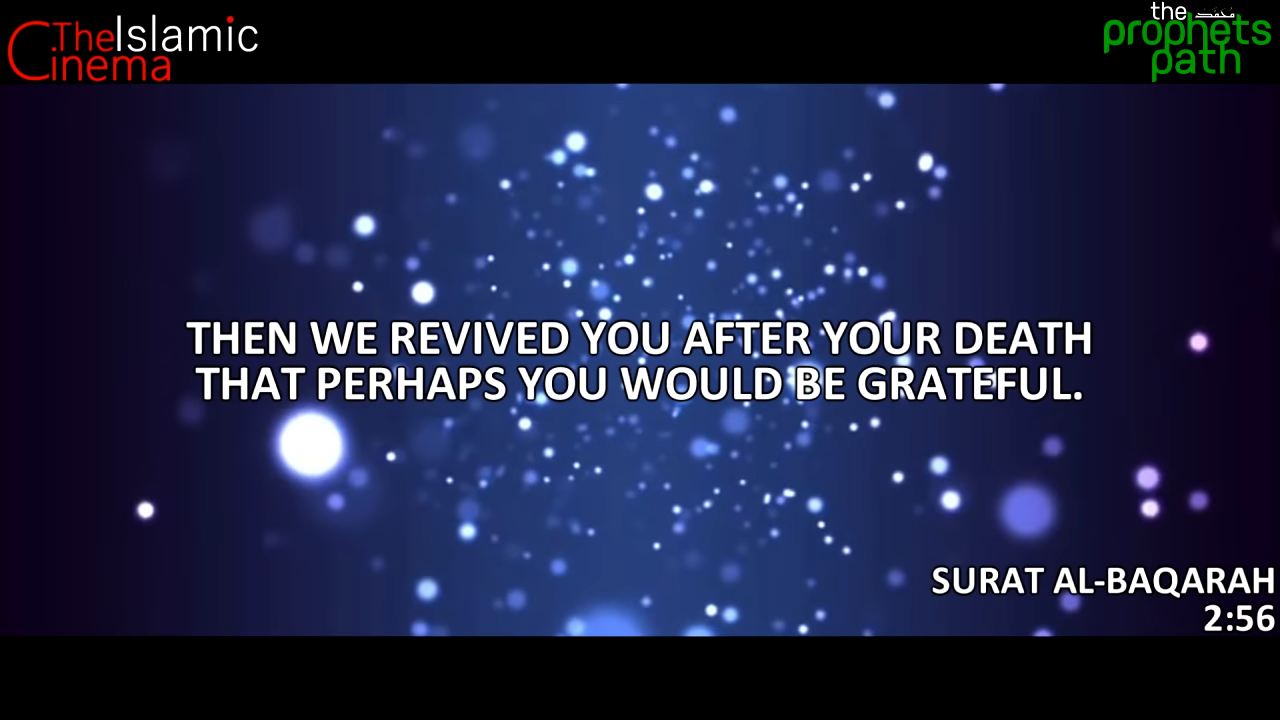 TheIslamic
Cinema
the محمد
prophets
path
THEN WE REVIVED YOU AFTER YOUR DEATH
THAT PERHAPS YOU WOULD BE GRATEFUL.
SURAT AL-BAQARAH
2:56